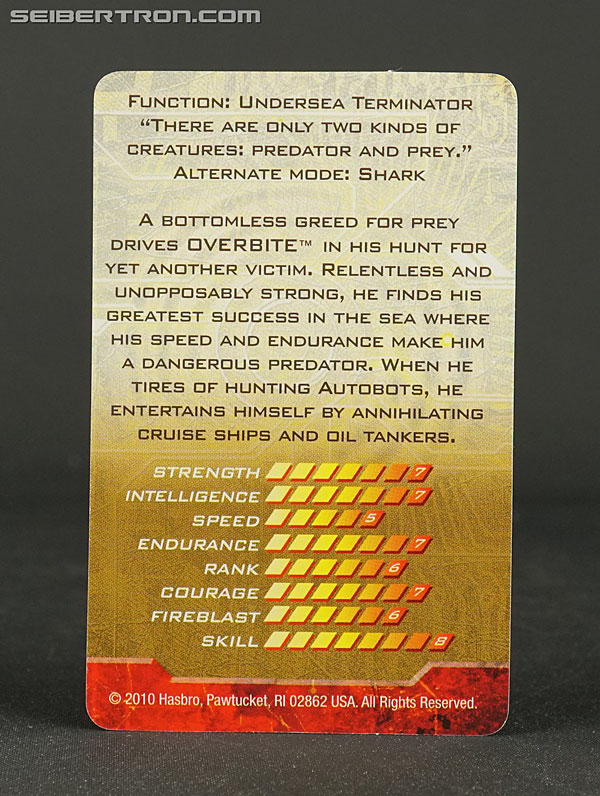 SEIBERTRON.COM
Function: Undersea Terminator
“There are only two kinds of
creatures: predator and prey.”
Alternate mode: Shark
A bottomless greed for prey
drives OVERBITE™ in his hunt for
yet another victim. Relentless and
unopposably strong, he finds his
greatest success in the sea where
his speed and endurance make him
a dangerous predator. When he
tires of hunting Autobots, he
entertains himself by annihilating
cruise ships and oil tankers.
STRENGTH 7
INTELLIGENCE 7
SPEED 5
ENDURANCE 7
RANK 6
COURAGE 7
FIREBLAST 6
SKILL 8
© 2010 Hasbro, Pawtucket, RI 02862 USA. All Rights Reserved.